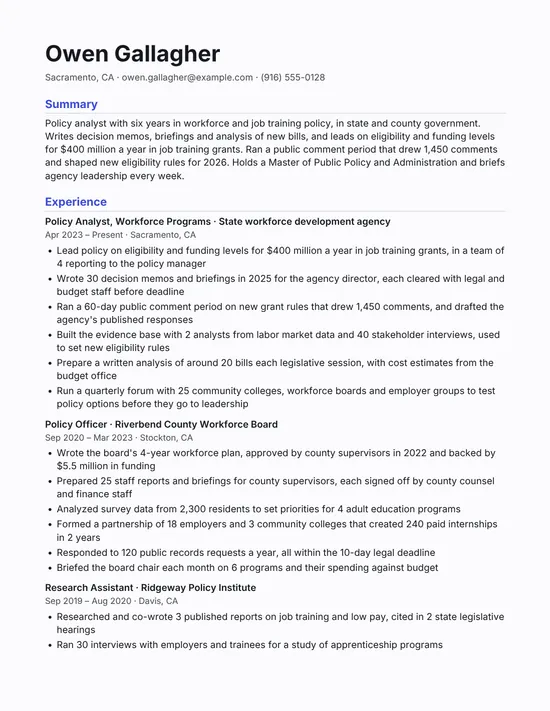 Owen Gallagher
Sacramento, CA · owen.gallagher@example.com · (916) 555-0128
Summary
Policy analyst with six years in workforce and job training policy, in state and county government.
Writes decision memos, briefings and analysis of new bills, and leads on eligibility and funding levels
for $400 million a year in job training grants. Ran a public comment period that drew 1,450 comments
and shaped new eligibility rules for 2026. Holds a Master of Public Policy and Administration and briefs
agency leadership every week.
Experience
Policy Analyst, Workforce Programs · State workforce development agency
Apr 2023 – Present · Sacramento, CA
• Lead policy on eligibility and funding levels for $400 million a year in job training grants, in a team of
4 reporting to the policy manager
• Wrote 30 decision memos and briefings in 2025 for the agency director, each cleared with legal and
budget staff before deadline
• Ran a 60-day public comment period on new grant rules that drew 1,450 comments, and drafted the
agency's published responses
• Built the evidence base with 2 analysts from labor market data and 40 stakeholder interviews, used
to set new eligibility rules
• Prepare a written analysis of around 20 bills each legislative session, with cost estimates from the
budget office
• Run a quarterly forum with 25 community colleges, workforce boards and employer groups to test
policy options before they go to leadership
Policy Officer · Riverbend County Workforce Board
Sep 2020 – Mar 2023 · Stockton, CA
• Wrote the board's 4-year workforce plan, approved by county supervisors in 2022 and backed by
$5.5 million in funding
• Prepared 25 staff reports and briefings for county supervisors, each signed off by county counsel
and finance staff
• Analyzed survey data from 2,300 residents to set priorities for 4 adult education programs
• Formed a partnership of 18 employers and 3 community colleges that created 240 paid internships
in 2 years
• Responded to 120 public records requests a year, all within the 10-day legal deadline
• Briefed the board chair each month on 6 programs and their spending against budget
Research Assistant · Ridgeway Policy Institute
Sep 2019 – Aug 2020 · Davis, CA
• Researched and co-wrote 3 published reports on job training and low pay, cited in 2 state legislative
hearings
• Ran 30 interviews with employers and trainees for a study of apprenticeship programs